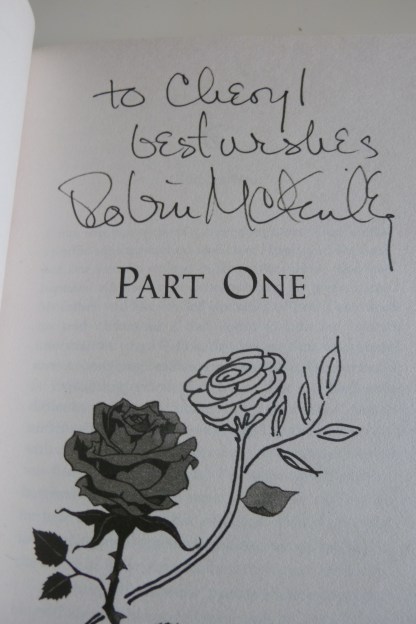 to Cheryl
best wishes
Robin McKinley
PART ONE